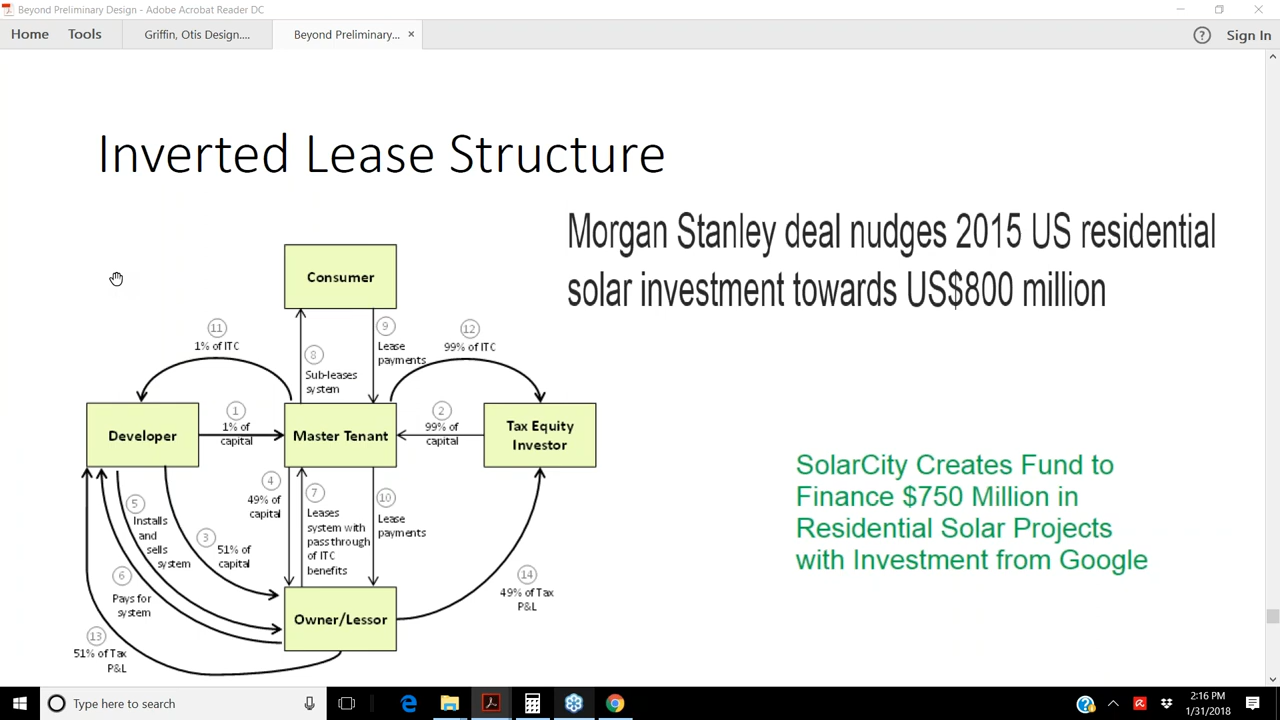 Beyond Preliminary Design - Adobe Acrobat Reader DC
Home
Tools
Griffin, Otis Design....
Beyond Preliminary...
Sign In
Inverted Lease Structure
Morgan Stanley deal nudges 2015 US residential
solar investment towards US$800 million
Consumer
11
1% of ITC
8
Sub-leases
system
9
Lease
payments
12
99% of ITC
Developer
1
1% of
capital
Master Tenant
2
99% of
capital
Tax Equity
Investor
SolarCity Creates Fund to
Finance $750 Million in
Residential Solar Projects
with Investment from Google
5
Installs
and
sells
system
3
51% of
capital
4
49% of
capital
7
Leases
system with
pass through
of ITC
benefits
10
Lease
payments
6
Pays for
system
14
49% of Tax
P&L
Owner/Lessor
13
51% of Tax
P&L
Type here to search
2:16 PM
1/31/2018